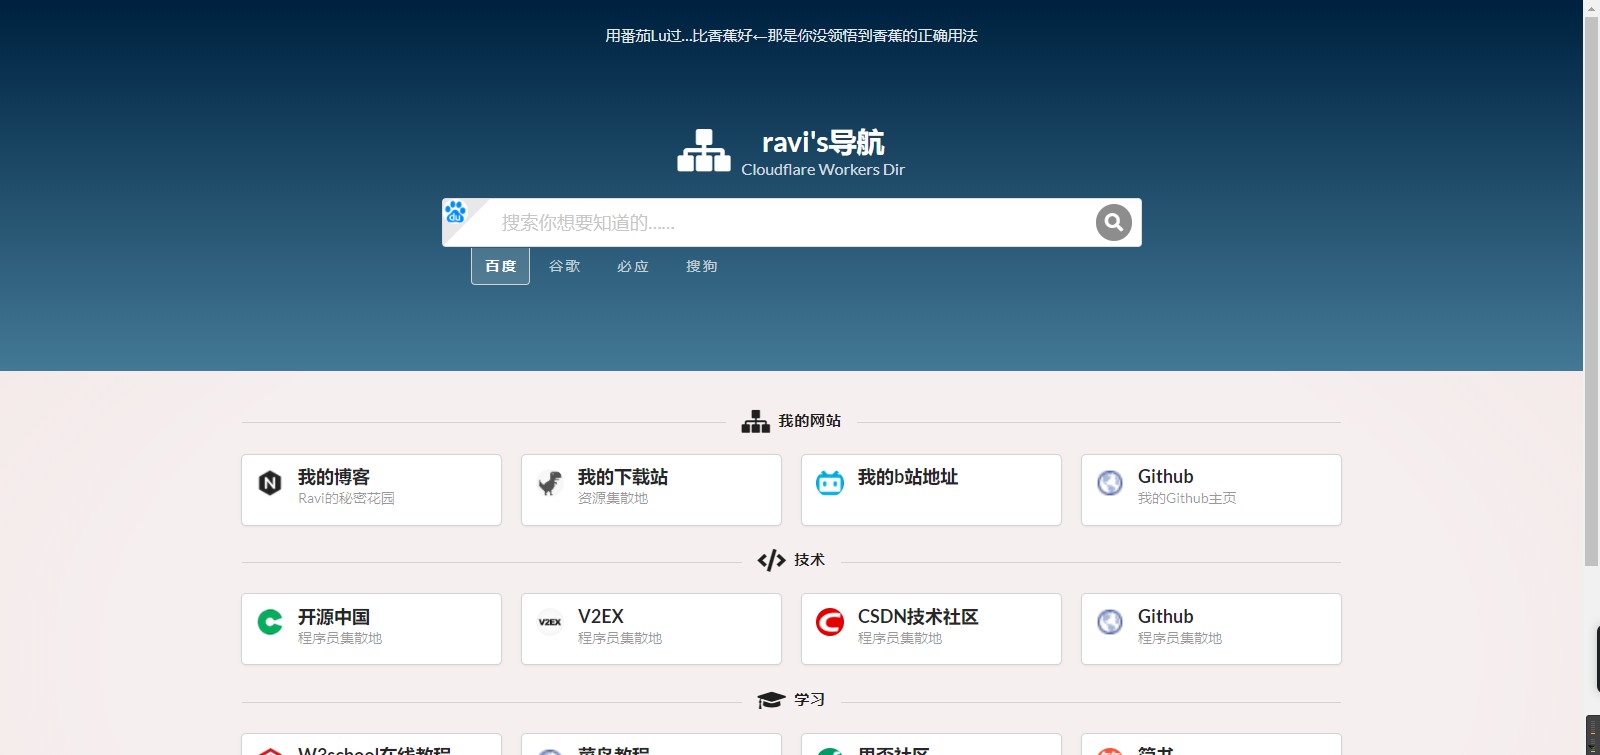 用番茄Lu过...比香蕉好←那是你没领悟到香蕉的正确用法
ravi's导航
Cloudflare Workers Dir
du
搜索你想要知道的……
百度 谷歌 必应 搜狗
我的网站
我的博客 我的下载站 我的b站地址 Github
Ravi的秘密花园 资源集散地 我的Github主页
技术
开源中国 V2EX CSDN技术社区 Github
V2EX
程序员集散地 程序员集散地 程序员集散地 程序员集散地
学习
W3school在线教程 菜鸟教程 思否社区 简书